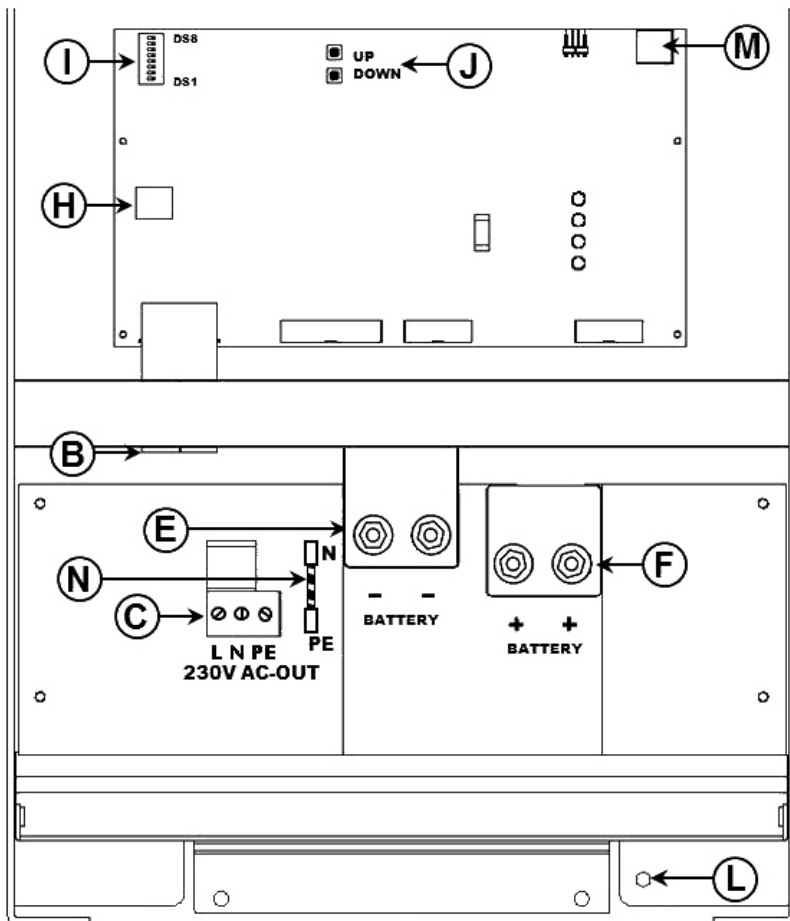 DS8
I
DS1
UP
DOWN
J
M
H
B
E
N
N
C
F
- -
BATTERY
+ +
BATTERY
PE
L N PE
230V AC-OUT
L